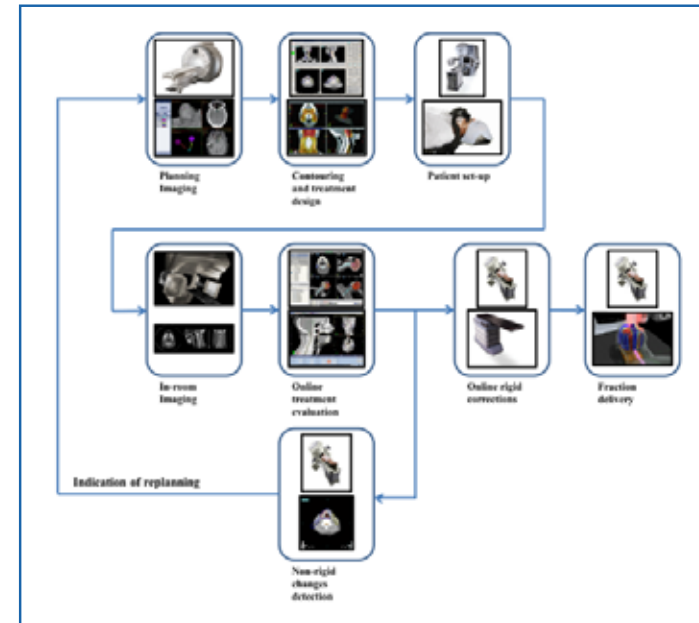 Planning
Imaging
Contouring
and treatment
design
Patient set-up
In-room
Imaging
Online
treatment
evaluation
Online rigid
corrections
Fraction
delivery
Indication of replanning
Non-rigid
changes
detection